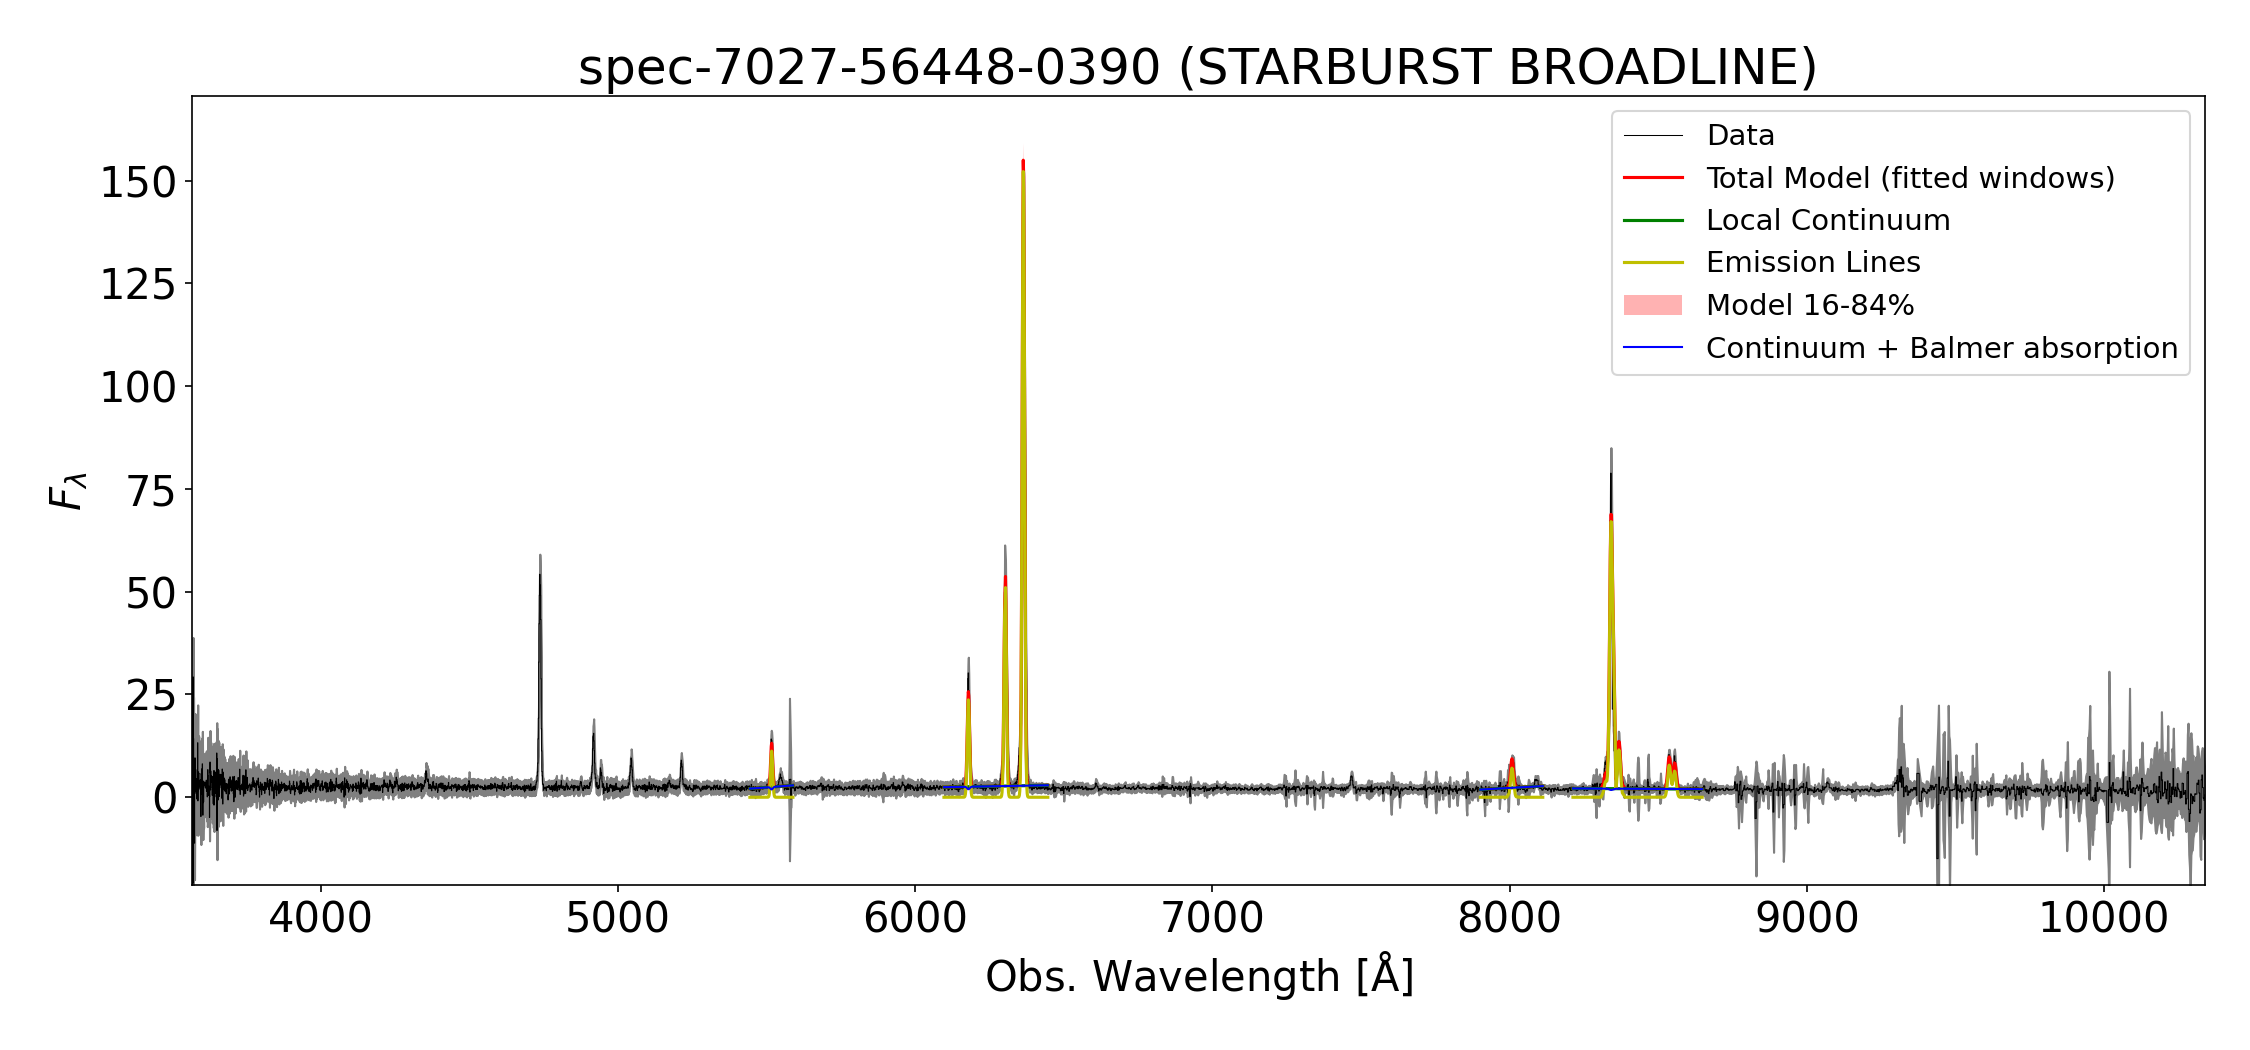 spec-7027-56448-0390 (STARBURST BROADLINE)
Data
Total Model (fitted windows)
Local Continuum
Emission Lines
Model 16-84%
Continuum + Balmer absorption
150
125
100
75
50
25
0
F_λ
4000 5000 6000 7000 8000 9000 10000
Obs. Wavelength [Å]